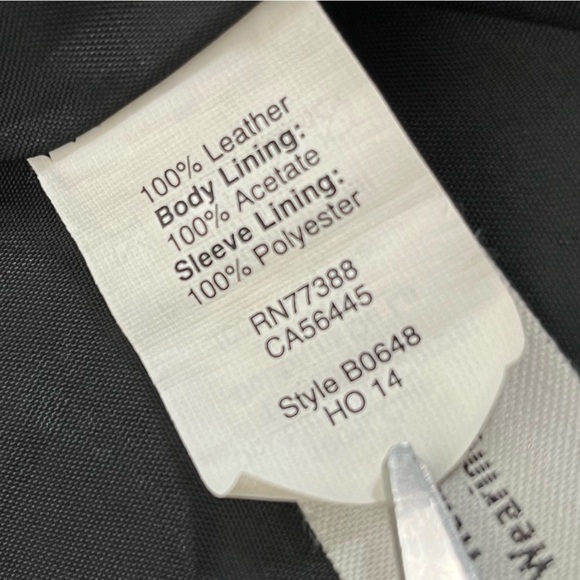 100% Leather
Body Lining:
100% Acetate
Sleeve Lining:
100% Polyester
RN77388
CA56445
Style B0648
HO 14